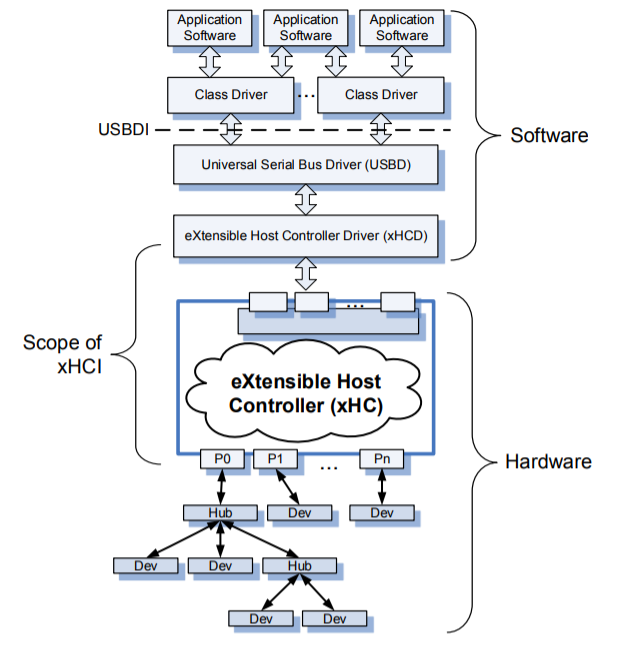 Application Software
Application Software
Application Software
Class Driver
...
Class Driver
USBDI
Software
Universal Serial Bus Driver (USBD)
eXtensible Host Controller Driver (xHCD)
...
Scope of
xHCI
eXtensible Host
Controller (xHC)
P0
P1
...
Pn
Hardware
Hub
Dev
Dev
Dev
Dev
Hub
Dev
Dev